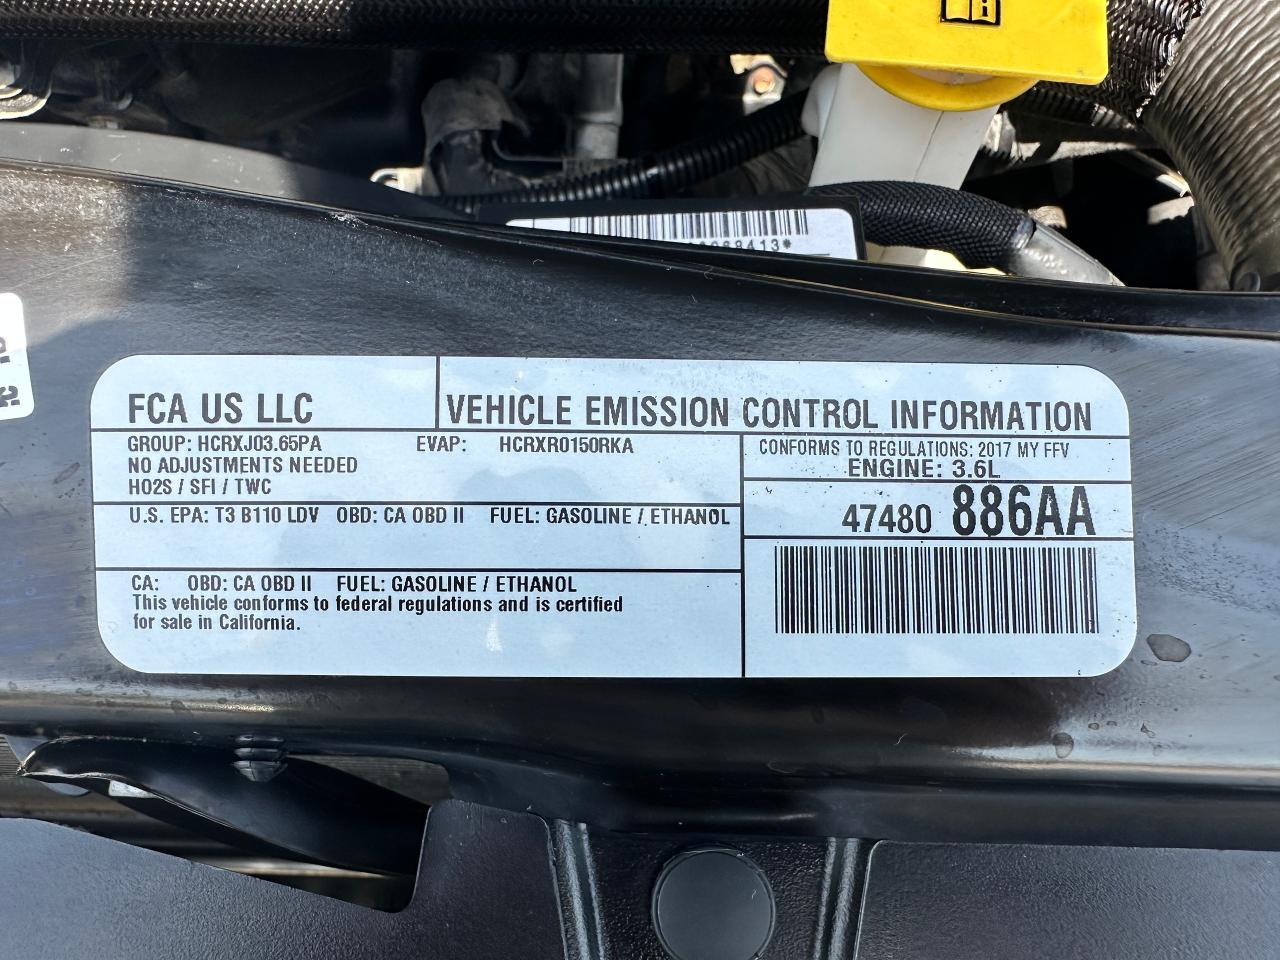 FCA US LLC
VEHICLE EMISSION CONTROL INFORMATION
GROUP: HCRXJ03.65PA EVAP: HCRXR0150RKA
NO ADJUSTMENTS NEEDED
HO2S / SFI / TWC
CONFORMS TO REGULATIONS: 2017 MY FFV
ENGINE: 3.6L
U.S. EPA: T3 B110 LDV OBD: CA OBD II FUEL: GASOLINE / ETHANOL
47480 886AA
CA: OBD: CA OBD II FUEL: GASOLINE / ETHANOL
This vehicle conforms to federal regulations and is certified
for sale in California.